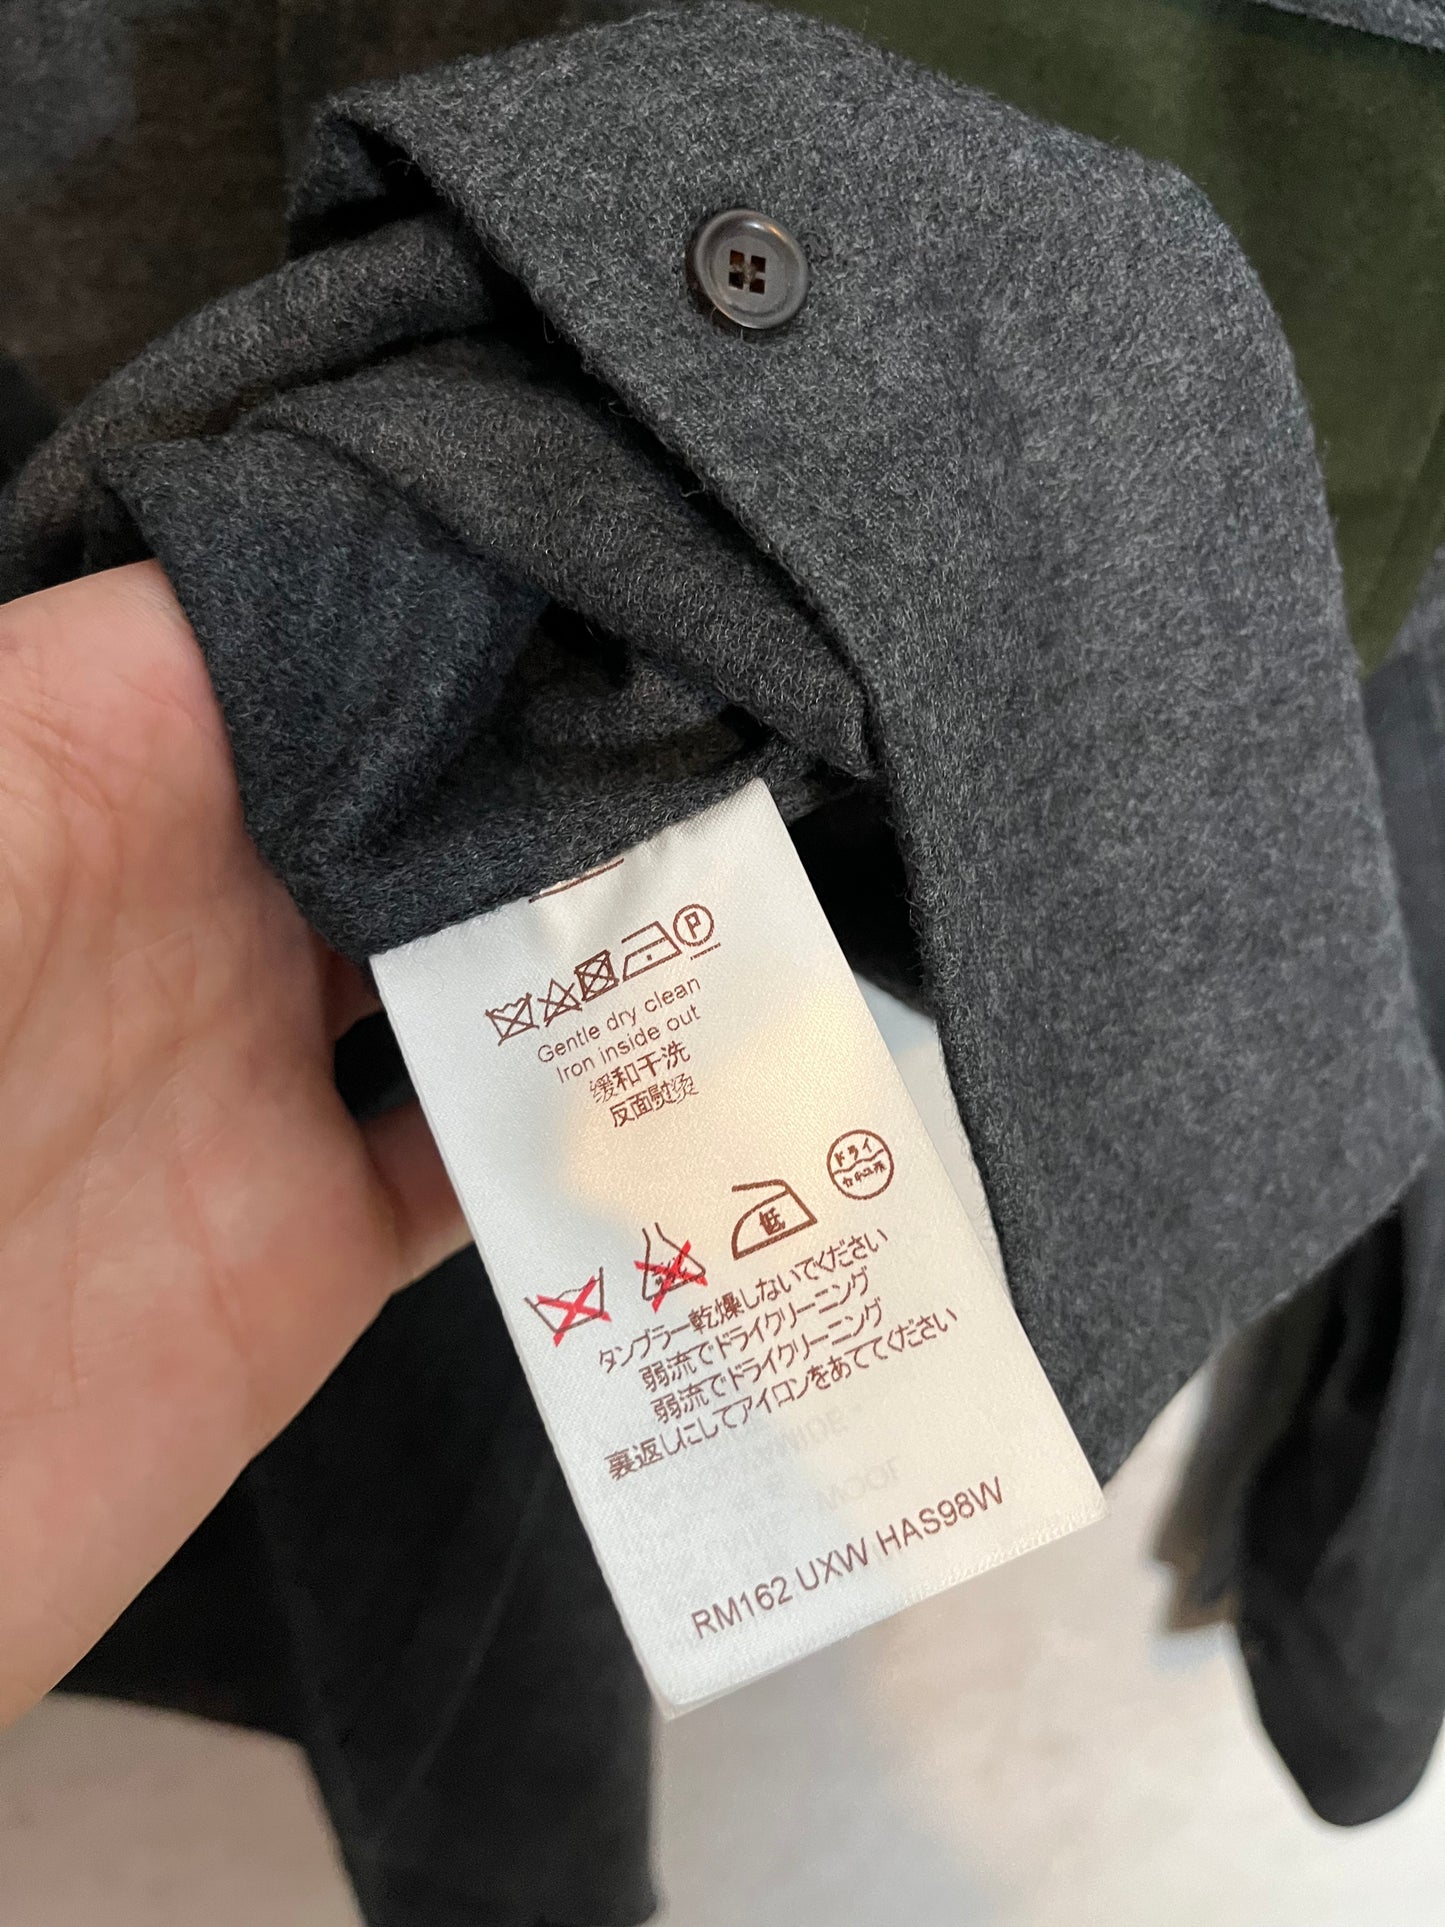 P
Gentle dry clean
Iron inside out
缓和干洗
反面熨烫
ドライ
セキユ系
低
タンブラー乾燥しないでください
弱流でドライクリーニング
弱流でドライクリーニング
裏返しにしてアイロンをあててください
RM162 UXW HAS98W